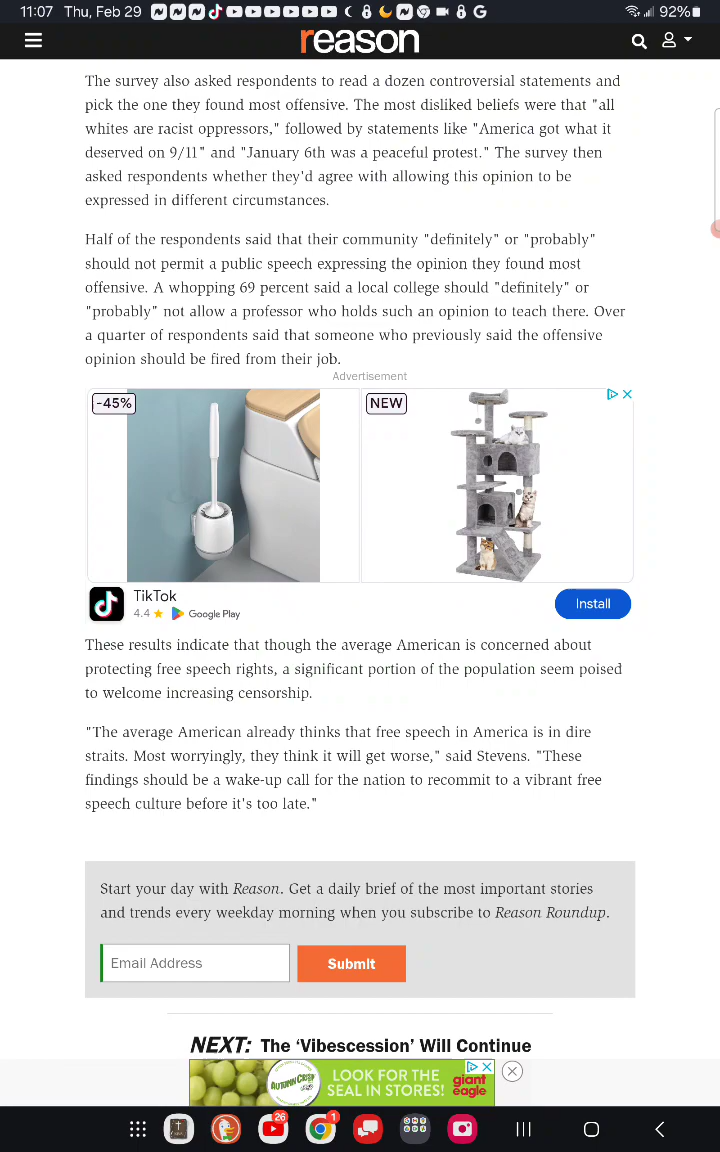 11:07 Thu, Feb 29
92%
reason
The survey also asked respondents to read a dozen controversial statements and
pick the one they found most offensive. The most disliked beliefs were that "all
whites are racist oppressors," followed by statements like "America got what it
deserved on 9/11" and "January 6th was a peaceful protest." The survey then
asked respondents whether they'd agree with allowing this opinion to be
expressed in different circumstances.
Half of the respondents said that their community "definitely" or "probably"
should not permit a public speech expressing the opinion they found most
offensive. A whopping 69 percent said a local college should "definitely" or
"probably" not allow a professor who holds such an opinion to teach there. Over
a quarter of respondents said that someone who previously said the offensive
opinion should be fired from their job.
Advertisement
-45%
NEW
TikTok
4.4 ★ Google Play
Install
These results indicate that though the average American is concerned about
protecting free speech rights, a significant portion of the population seem poised
to welcome increasing censorship.
"The average American already thinks that free speech in America is in dire
straits. Most worryingly, they think it will get worse," said Stevens. "These
findings should be a wake-up call for the nation to recommit to a vibrant free
speech culture before it's too late."
Start your day with Reason. Get a daily brief of the most important stories
and trends every weekday morning when you subscribe to Reason Roundup.
Email Address
Submit
NEXT: The ‘Vibescession’ Will Continue
AUTUMN CRISP
LOOK FOR THE
SEAL IN STORES!
giant
eagle
26
1